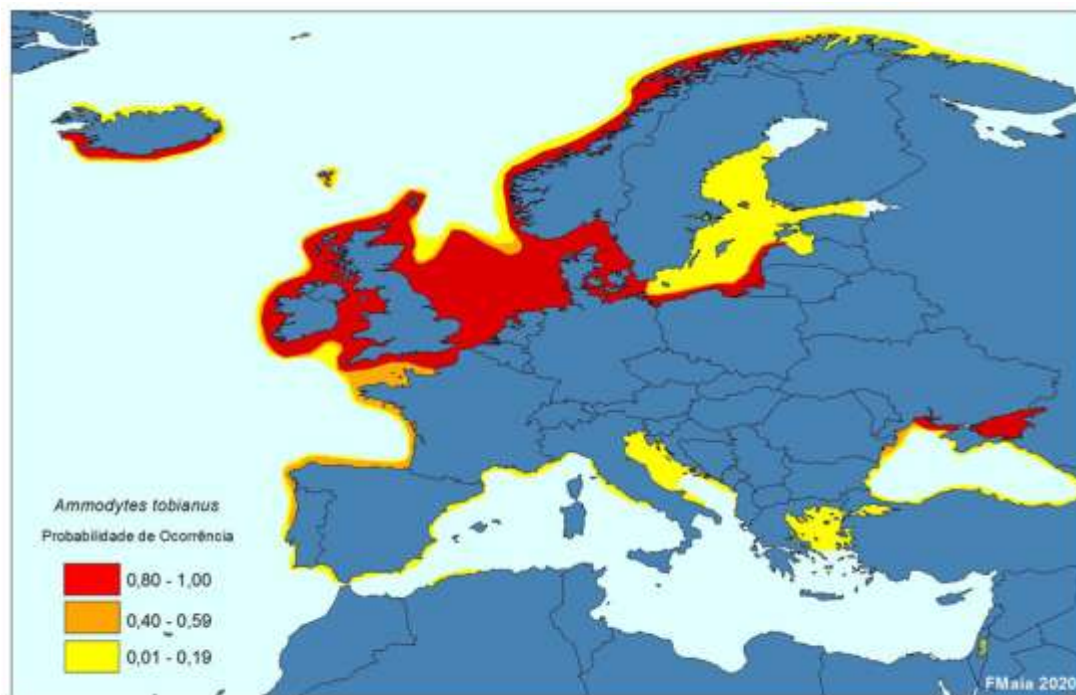 Ammodytes tobianus
Probabilidade de Ocorrência
0,80 - 1,00
0,40 - 0,59
0,01 - 0,19
FMaia 2020